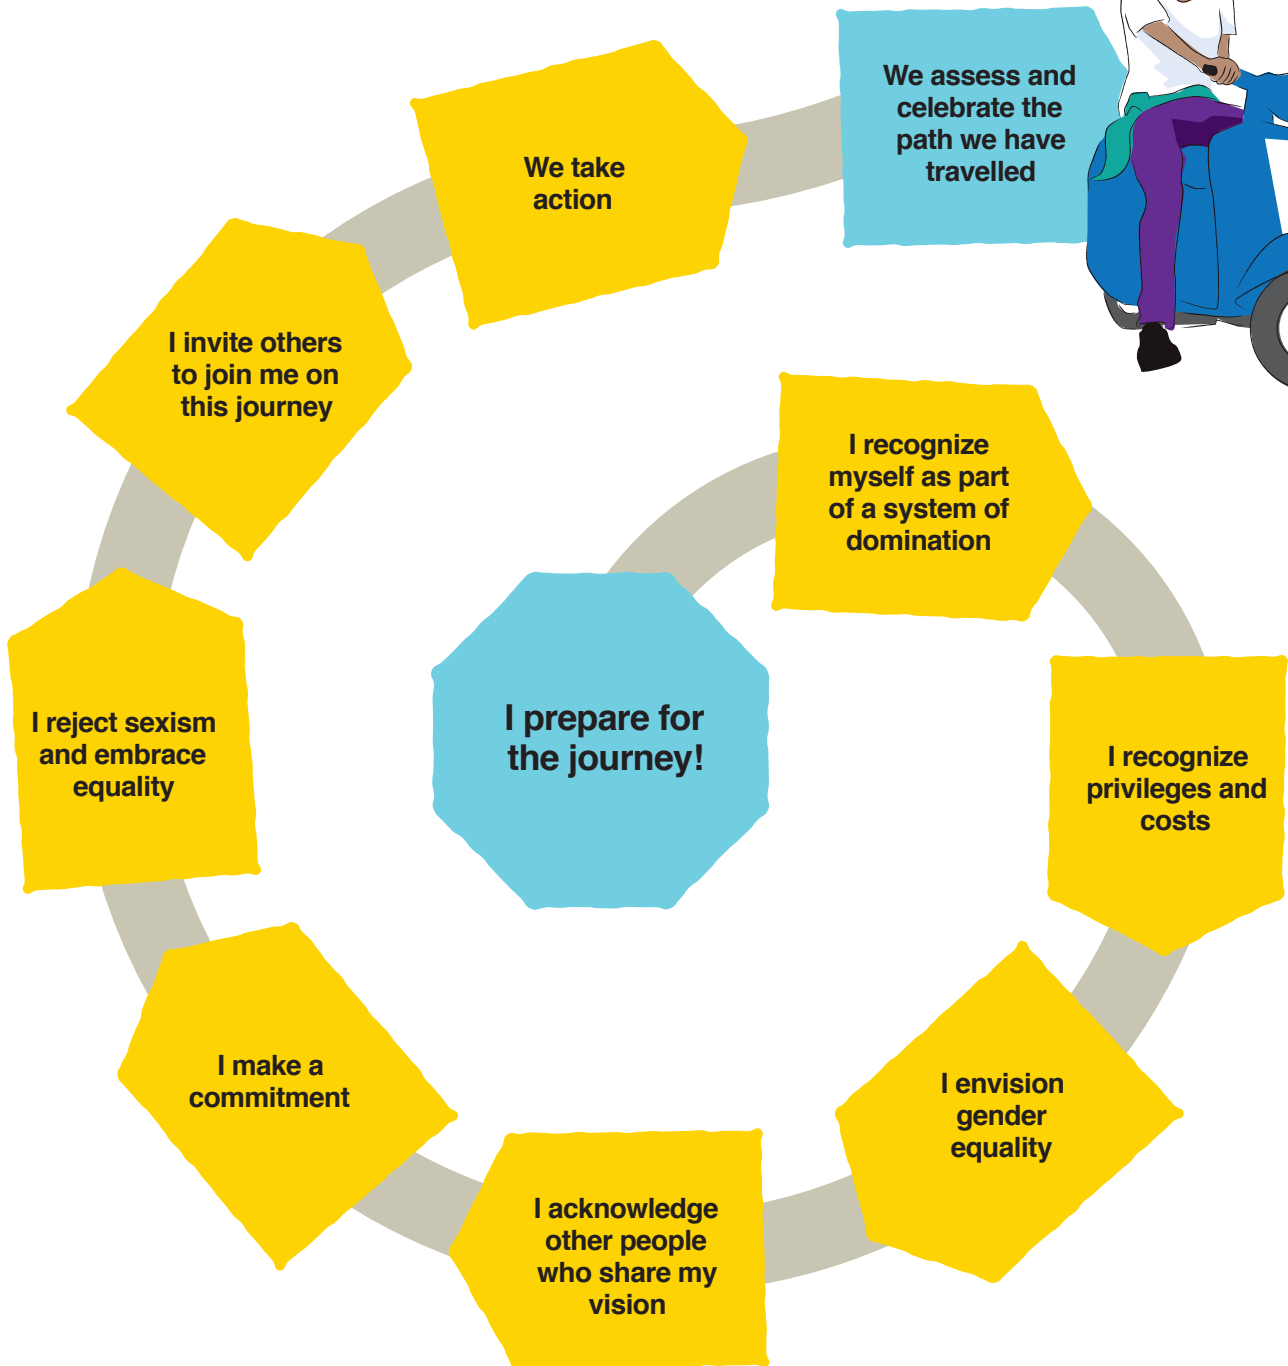 I prepare for
the journey!
I recognize
myself as part
of a system of
domination
I recognize
privileges and
costs
I envision
gender
equality
I acknowledge
other people
who share my
vision
I make a
commitment
I reject sexism
and embrace
equality
I invite others
to join me on
this journey
We take
action
We assess and
celebrate the
path we have
travelled